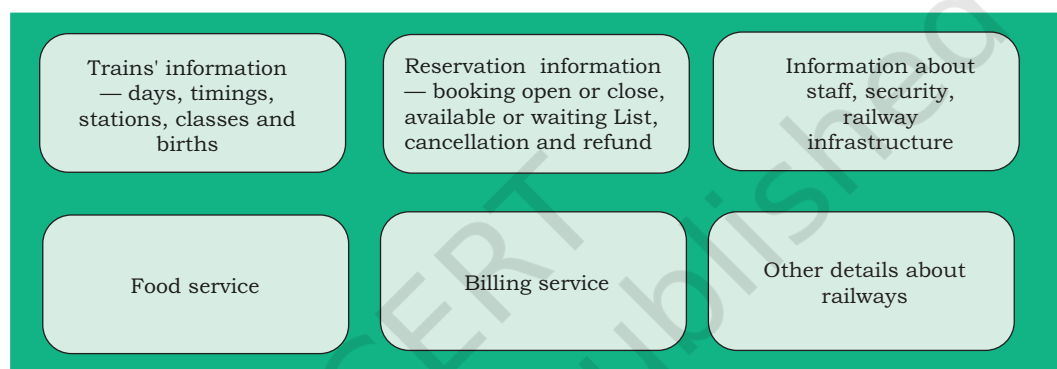 Trains' information
— days, timings,
stations, classes and
births
Reservation information
— booking open or close,
available or waiting List,
cancellation and refund
Information about
staff, security,
railway
infrastructure
Food service
Billing service
Other details about
railways